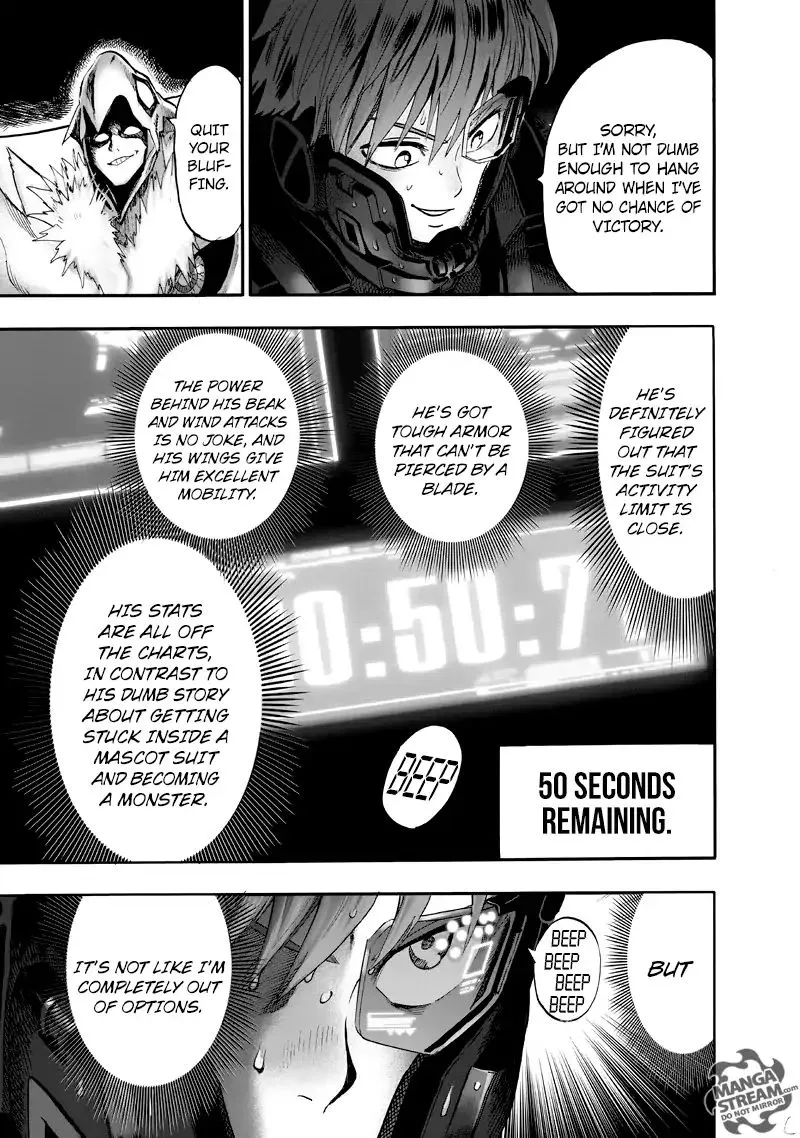 SORRY,
BUT I'M NOT DUMB
ENOUGH TO HANG
AROUND WHEN I'VE
GOT NO CHANCE OF
VICTORY.
QUIT
YOUR
BLUF-
FING.
HE'S
DEFINITELY
FIGURED
OUT THAT
THE SUIT'S
ACTIVITY
LIMIT IS
CLOSE.
HE'S GOT
TOUGH ARMOR
THAT CAN'T BE
PIERCED BY A
BLADE.
THE POWER
BEHIND HIS BEAK
AND WIND ATTACKS
IS NO JOKE, AND
HIS WINGS GIVE
HIM EXCELLENT
MOBILITY.
0:50:7
HIS STATS
ARE ALL OFF
THE CHARTS,
IN CONTRAST TO
HIS DUMB STORY
ABOUT GETTING
STUCK INSIDE A
MASCOT SUIT
AND BECOMING
A MONSTER.
BEEP
50 SECONDS
REMAINING.
BUT
BEEP
BEEP
BEEP
BEEP
IT'S NOT LIKE I'M
COMPLETELY OUT
OF OPTIONS.
MANGA
STREAM.com
DO NOT MIRROR